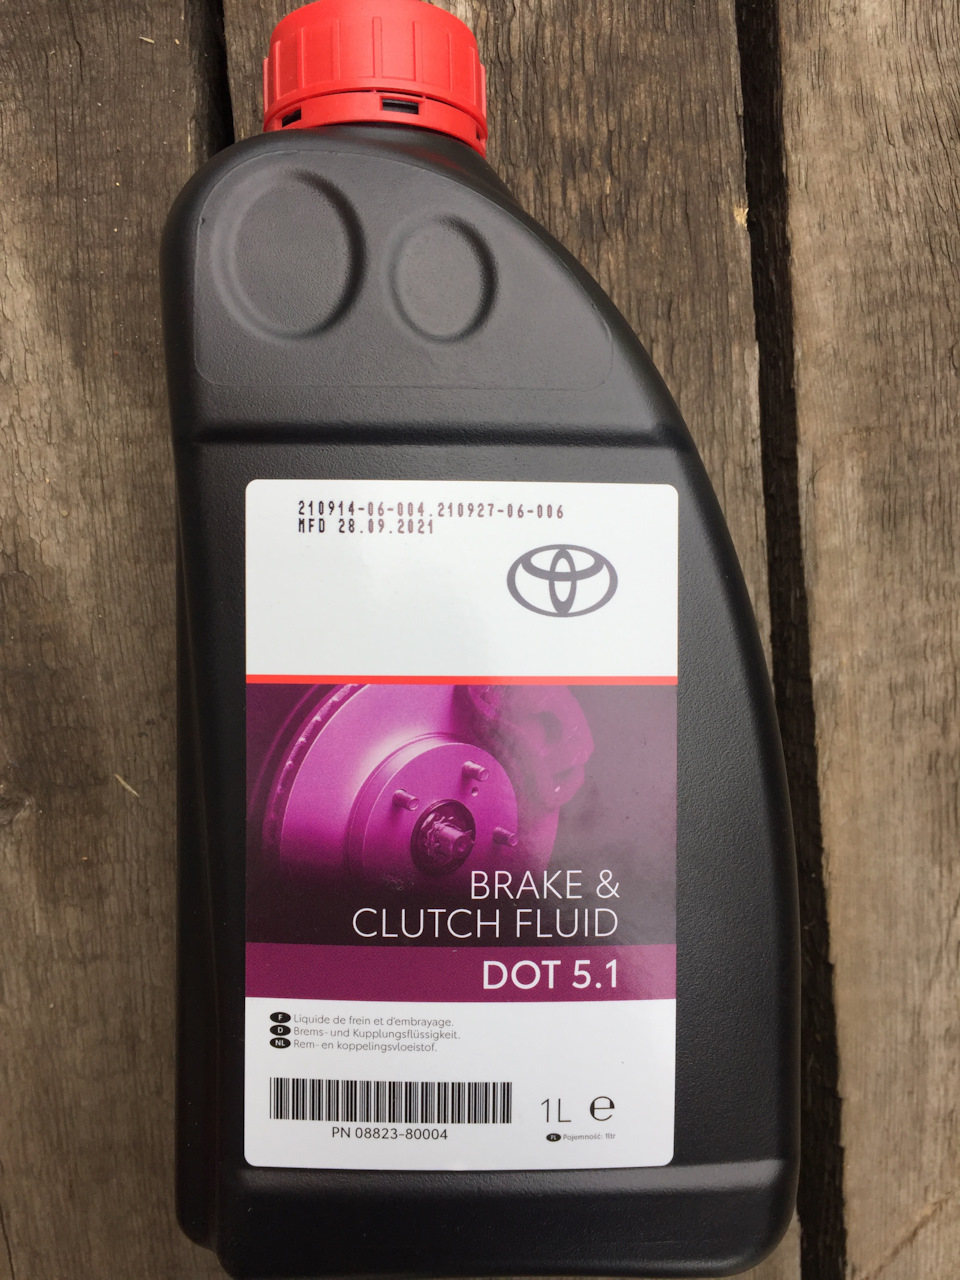 210914-06-004.210927-06-006
MFD 28.09.2021
BRAKE &
CLUTCH FLUID
DOT 5.1
F Liquide de frein et d'embrayage.
D Brems- und Kupplungsflüssigkeit.
NL Rem- en koppelingsvloeistof.
PN 08823-80004
1L e
PL Pojemność: 1litr